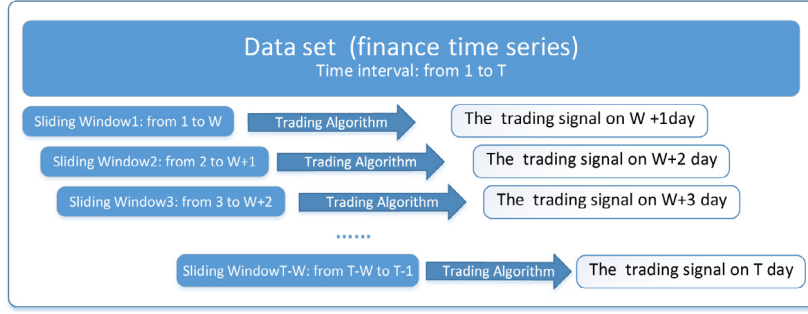 Data set (finance time series)
Time interval: from 1 to T
Sliding Window1: from 1 to W
Trading Algorithm
The trading signal on W +1day
Sliding Window2: from 2 to W+1
Trading Algorithm
The trading signal on W+2 day
Sliding Window3: from 3 to W+2
Trading Algorithm
The trading signal on W+3 day
......
Sliding WindowT-W: from T-W to T-1
Trading Algorithm
The trading signal on T day